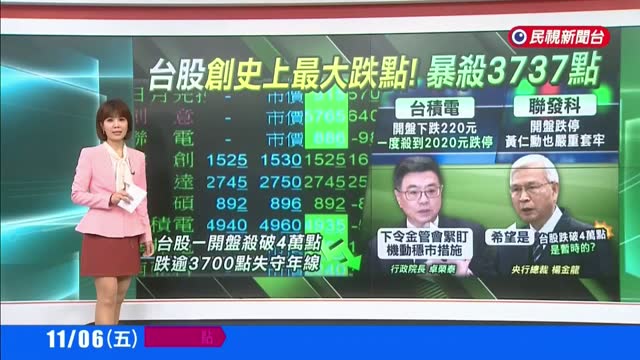 民視新聞台
台股創史上最大跌點! 暴殺3737點
市價
創意 - 市價
聯電 - 市價 686
創 1525 1530 1525
達 2745 2750 2745
碩 892 896 892
積電 4940 4960
台股一開盤殺破4萬點
跌逾3700點失守年線
台積電
開盤下跌220元
一度殺到2020元跌停
聯發科
開盤跌停
黃仁勳也嚴重套牢
下令金管會緊盯
機動穩市措施
行政院長 卓榮泰
希望是
台股跌破4萬點
是暫時的?
央行總裁 楊金龍
11/06(五)